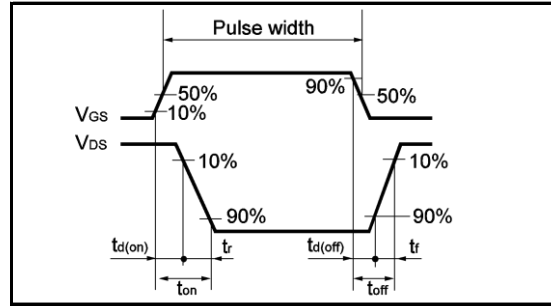 Pulse width
90%
50%
50%
10%
VGS
VDS
10%
10%
90%
90%
td(on)
tr
td(off)
tf
ton
toff